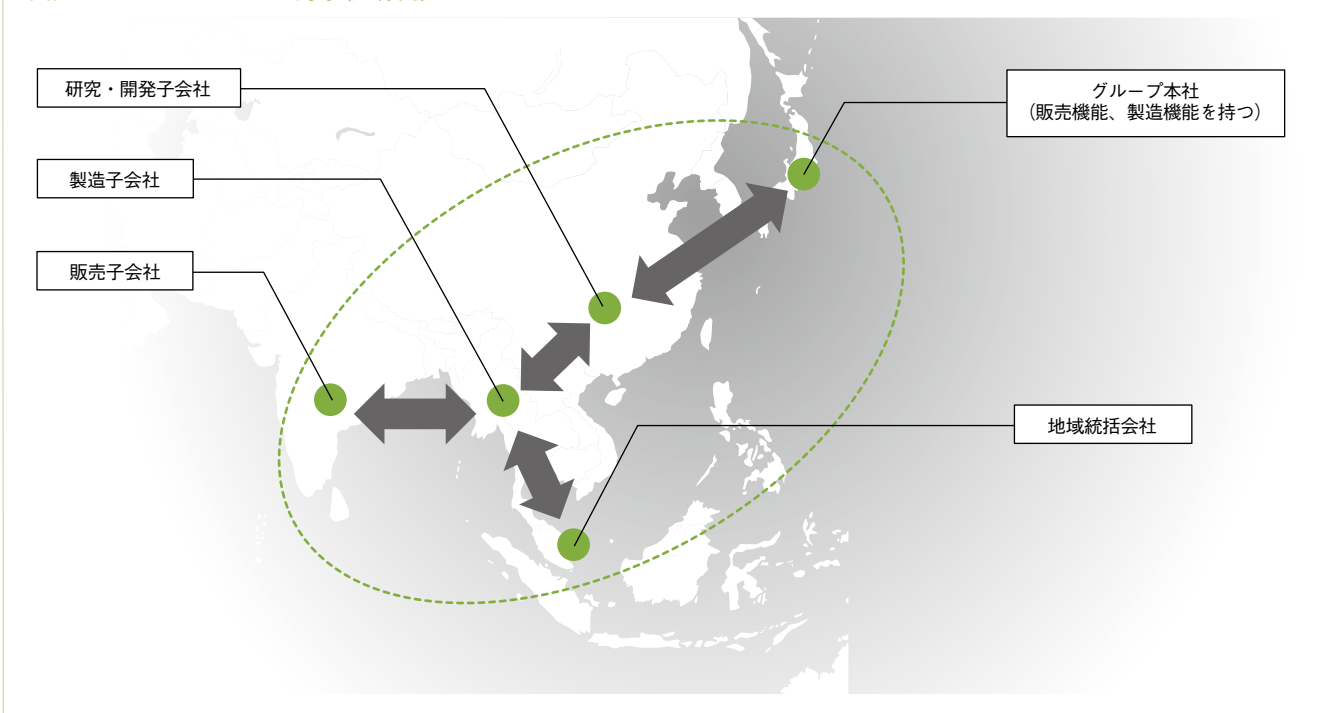 研究・開発子会社
グループ本社
（販売機能、製造機能を持つ）
製造子会社
販売子会社
地域統括会社